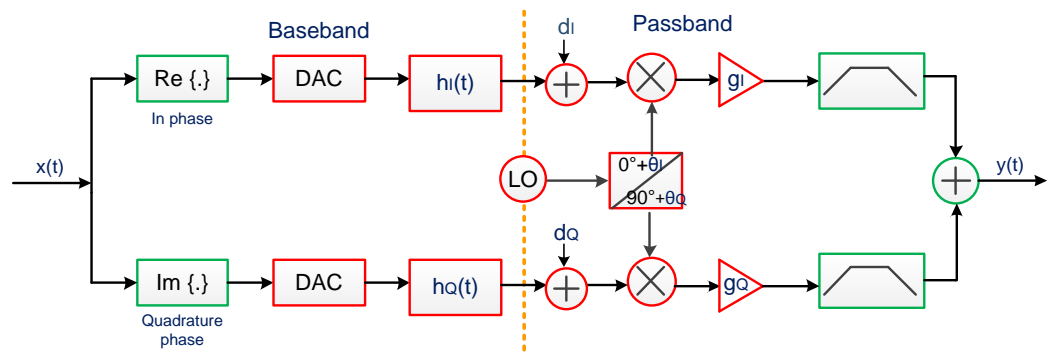 Baseband
Passband
dI
Re {.}
DAC
hI(t)
gI
In phase
x(t)
LO
0°+θI
90°+θQ
y(t)
dQ
Im {.}
DAC
hQ(t)
gQ
Quadrature
phase